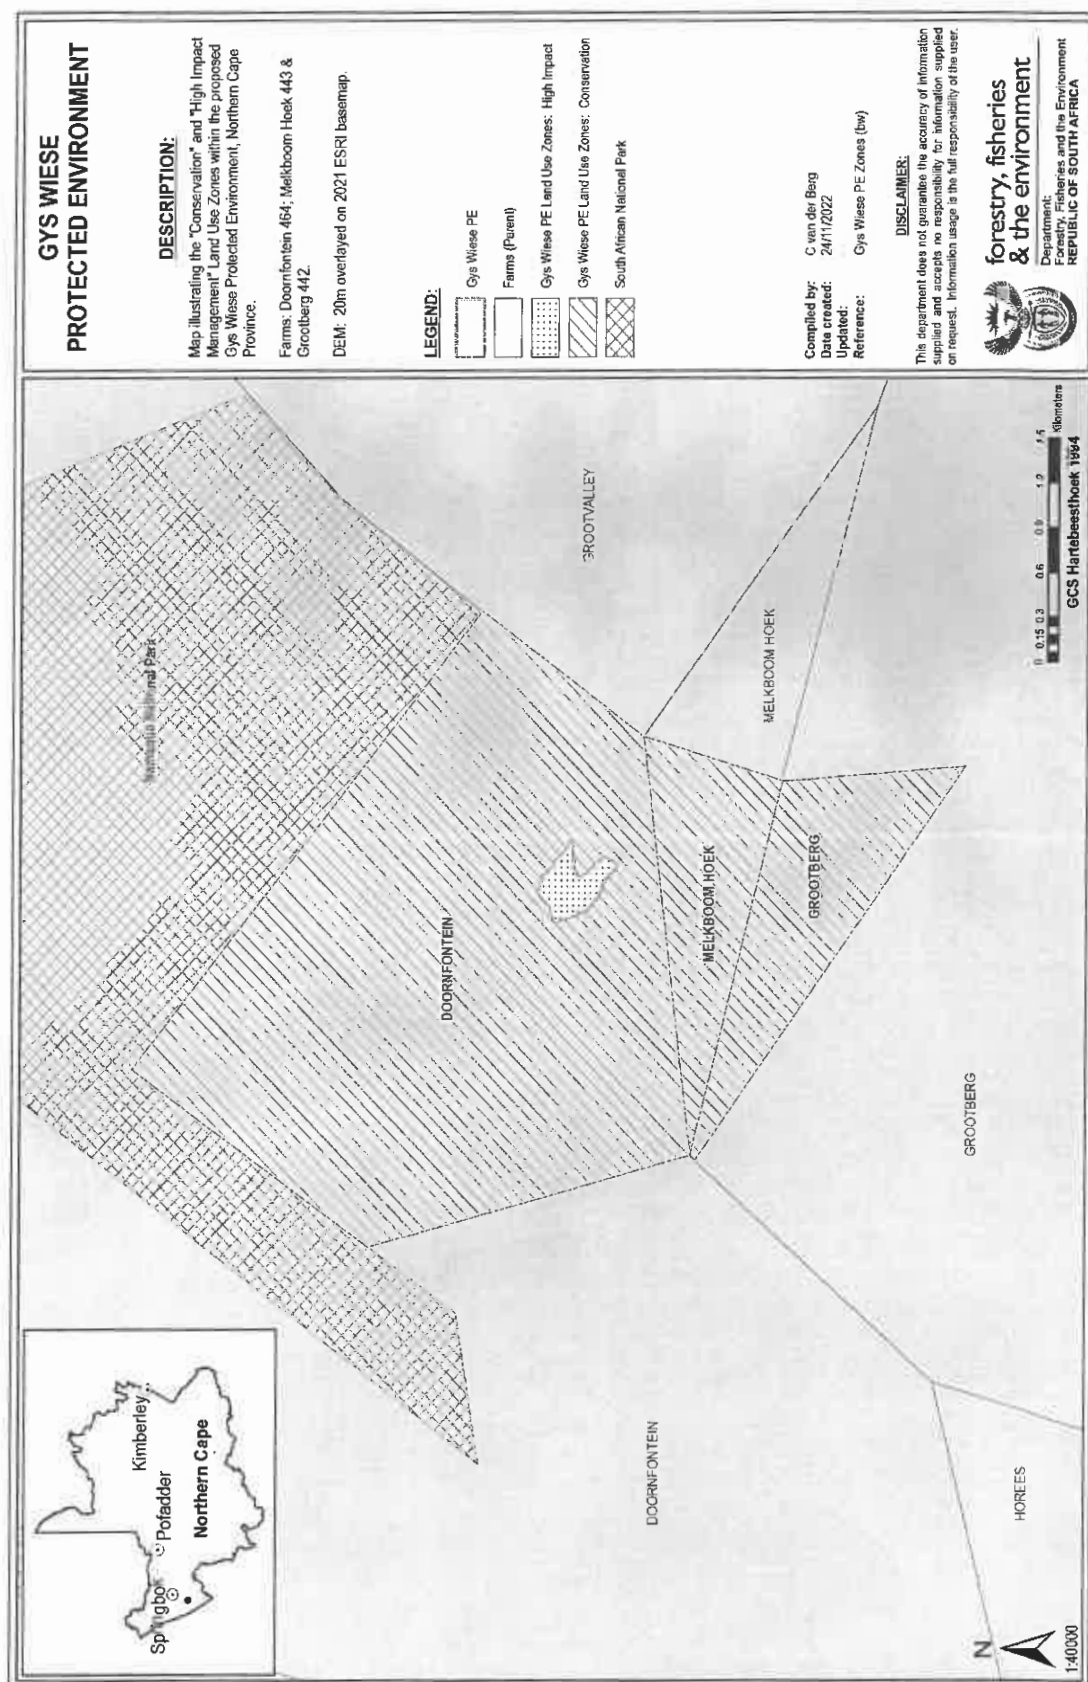 GYS WIESE
PROTECTED ENVIRONMENT
DESCRIPTION:
Map illustrating the "Conservation" and "High Impact
Management" Land Use Zones within the proposed
Gys Wiese Protected Environment, Northern Cape
Province.
Farms: Doornfontein 464; Melkboom Hoek 443 &
Grootberg 442.
DEM: 20m overlayed on 2021 ESRI basemap.
LEGEND:
Gys Wiese PE
Farms (Parent)
Gys Wiese PE Land Use Zones: High Impact
Gys Wiese PE Land Use Zones: Conservation
South African National Park
Compiled by: C van der Berg
Date created: 24/11/2022
Updated:
Reference: Gys Wiese PE Zones (bw)
DISCLAIMER:
This department does not guarantee the accuracy of information
supplied and accepts no responsibility for information supplied
on request. Information usage is the full responsibility of the user.
forestry, fisheries
& the environment
Department:
Forestry, Fisheries and the Environment
REPUBLIC OF SOUTH AFRICA
Springbok
Pofadder
Kimberley
Northern Cape
National Park
DOORNFONTEIN
GROOTVALLEY
MELKBOOM HOEK
MELKBOOM HOEK
GROOTBERG
DOORNFONTEIN
GROOTBERG
HOREES
N
1:40000
0 0.15 0.3 0.6 0.9 1.2 1.5
Kilometers
GCS Hartebeesthoek 1994